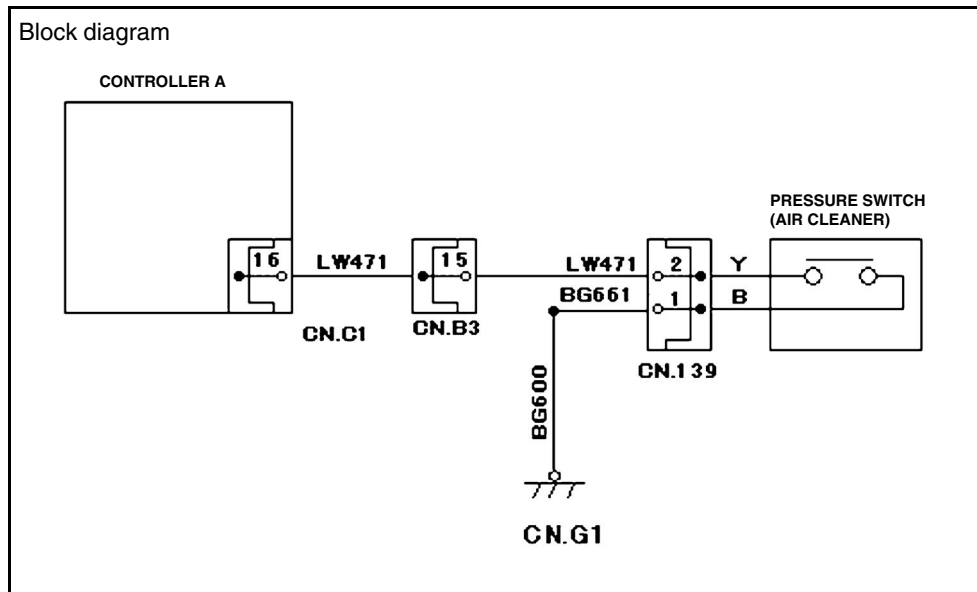 Block diagram
CONTROLLER A
PRESSURE SWITCH
(AIR CLEANER)
16
LW471
15
LW471
2
Y
BG661
1
B
CN.C1
CN.B3
CN.139
BG600
CN.G1